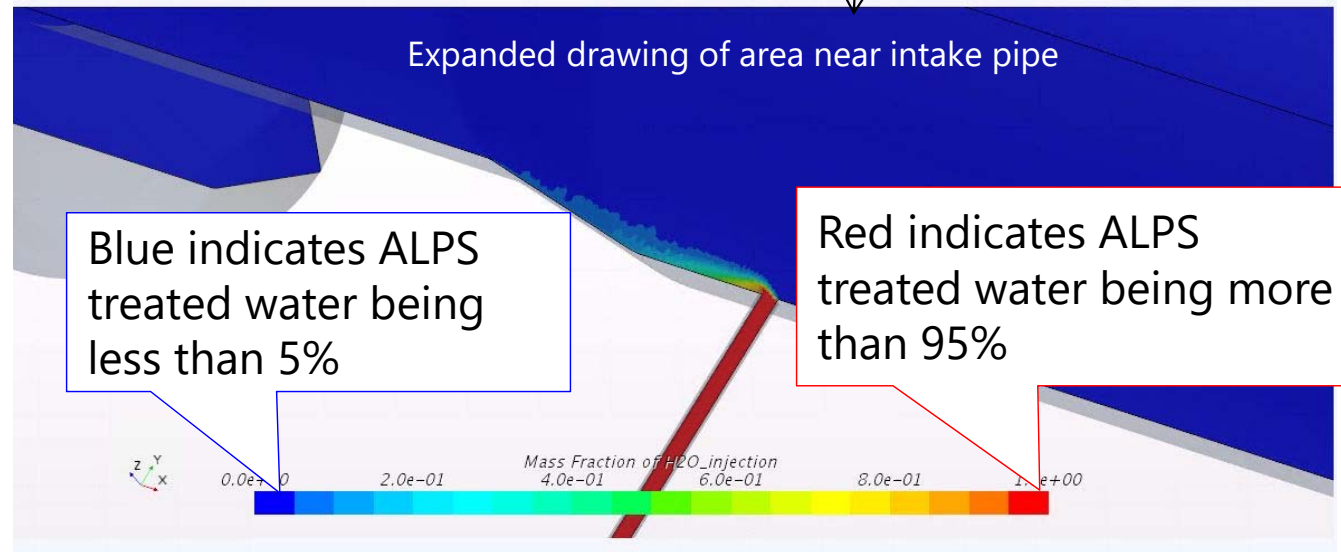 Expanded drawing of area near intake pipe
Blue indicates ALPS
treated water being
less than 5%
Red indicates ALPS
treated water being more
than 95%
Z Y
X
Mass Fraction of H2O_injection
2.0e-01 4.0e-01 6.0e-01 8.0e-01